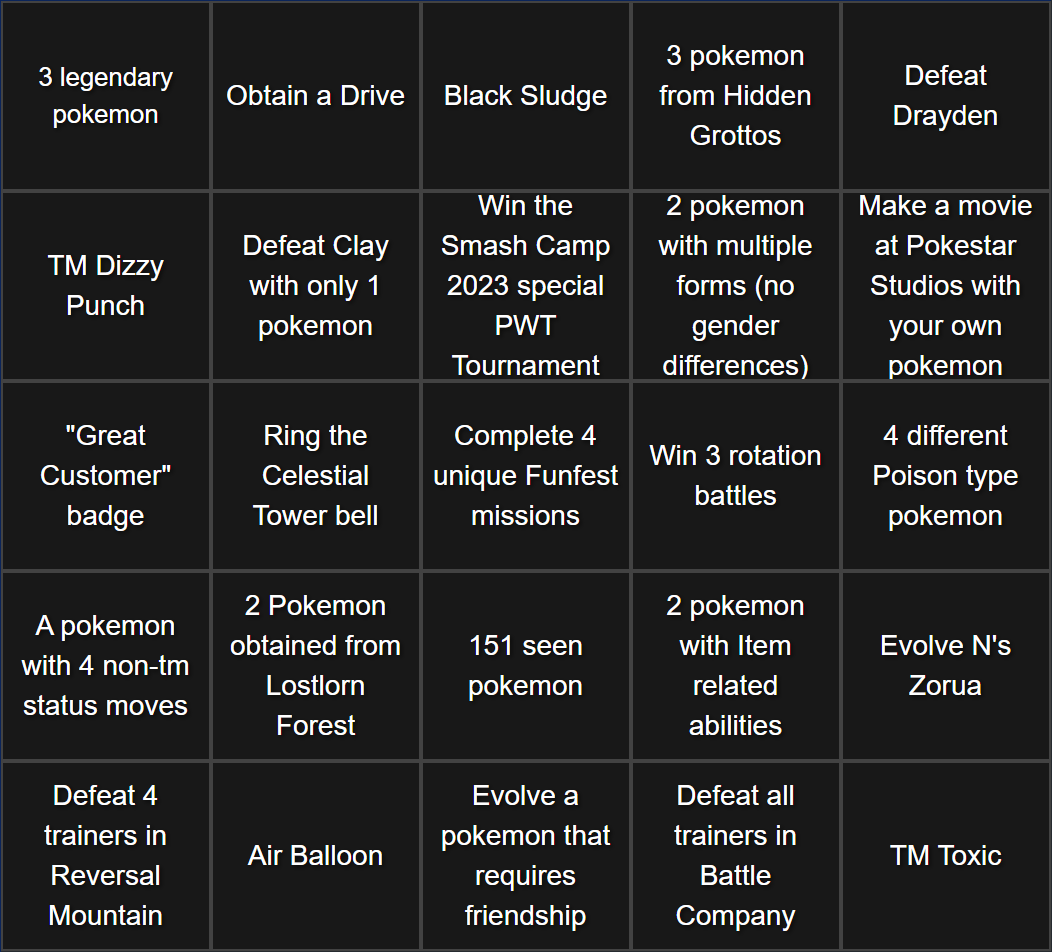 3 legendary
pokemon
Obtain a Drive
Black Sludge
3 pokemon
from Hidden
Grottos
Defeat
Drayden
TM Dizzy
Punch
Defeat Clay
with only 1
pokemon
Win the
Smash Camp
2023 special
PWT
Tournament
2 pokemon
with multiple
forms (no
gender
differences)
Make a movie
at Pokestar
Studios with
your own
pokemon
"Great
Customer"
badge
Ring the
Celestial
Tower bell
Complete 4
unique Funfest
missions
Win 3 rotation
battles
4 different
Poison type
pokemon
A pokemon
with 4 non-tm
status moves
2 Pokemon
obtained from
Lostlorn
Forest
151 seen
pokemon
2 pokemon
with Item
related
abilities
Evolve N's
Zorua
Defeat 4
trainers in
Reversal
Mountain
Air Balloon
Evolve a
pokemon that
requires
friendship
Defeat all
trainers in
Battle
Company
TM Toxic